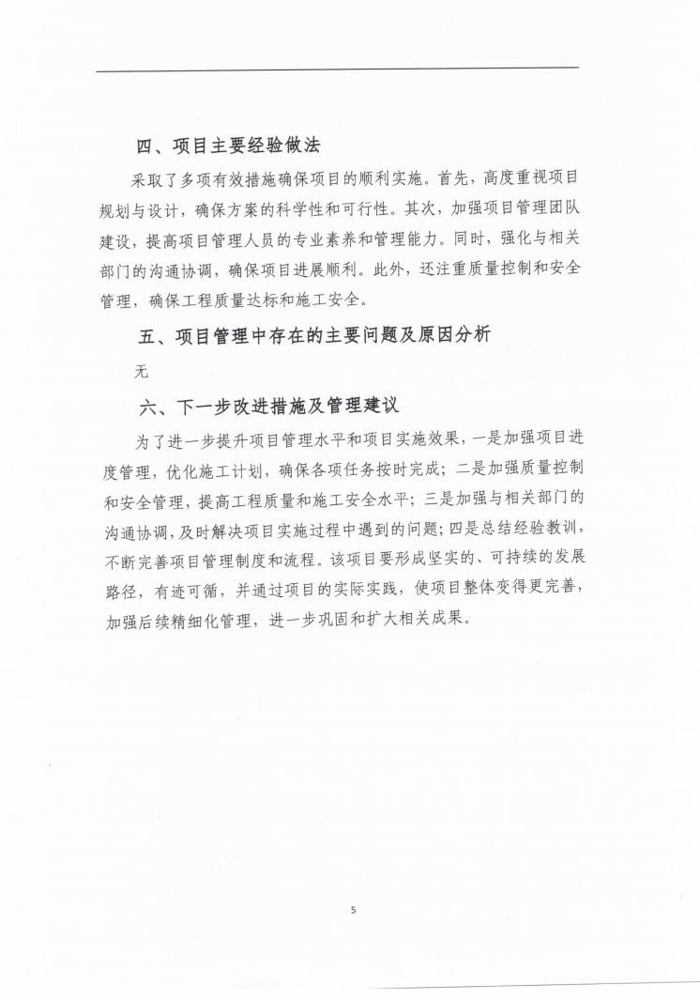 四、项目主要经验做法
采取了多项有效措施确保项目的顺利实施。首先，高度重视项目
规划与设计，确保方案的科学性和可行性。其次，加强项目管理团队
建设，提高项目管理人员的专业素养和管理能力。同时，强化与相关
部门的沟通协调，确保项目进展顺利。此外，还注重质量控制和安全
管理，确保工程质量达标和施工安全。
五、项目管理中存在的主要问题及原因分析
无
六、下一步改进措施及管理建议
为了进一步提升项目管理水平和项目实施效果，一是加强项目进
度管理，优化施工计划，确保各项任务按时完成；二是加强质量控制
和安全管理，提高工程质量和施工安全水平；三是加强与相关部门的
沟通协调，及时解决项目实施过程中遇到的问题；四是总结经验教训，
不断完善项目管理制度和流程。该项目要形成坚实的、可持续的发展
路径，有迹可循，并通过项目的实际实践，使项目整体变得更完善，
加强后续精细化管理，进一步巩固和扩大相关成果。
5